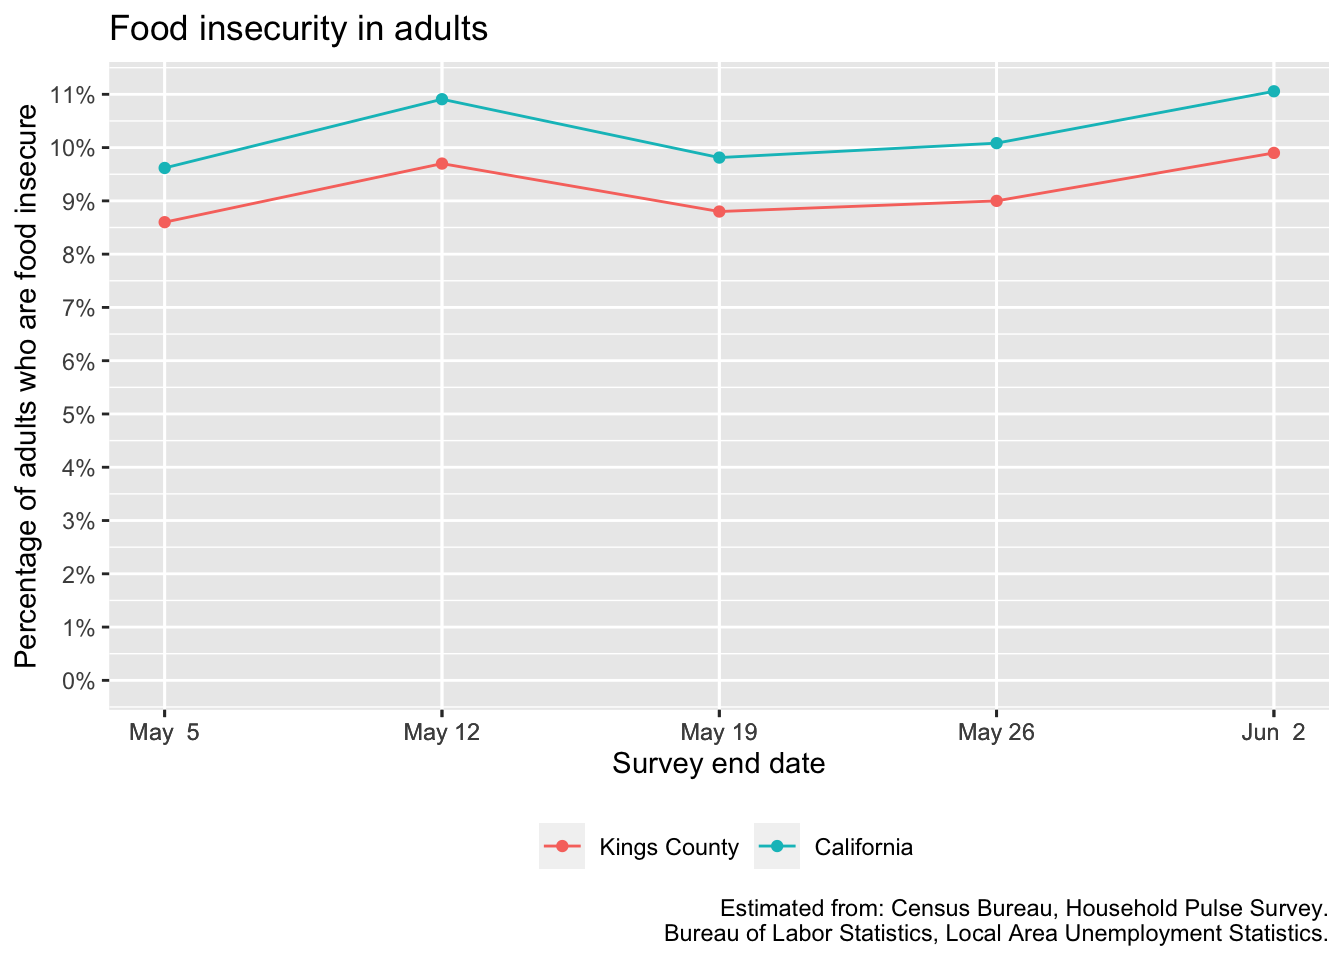 Food insecurity in adults
Percentage of adults who are food insecure
11%
10%
9%
8%
7%
6%
5%
4%
3%
2%
1%
0%
May  5
May 12
May 19
May 26
Jun  2
Survey end date
Kings County
California
Estimated from: Census Bureau, Household Pulse Survey.
Bureau of Labor Statistics, Local Area Unemployment Statistics.